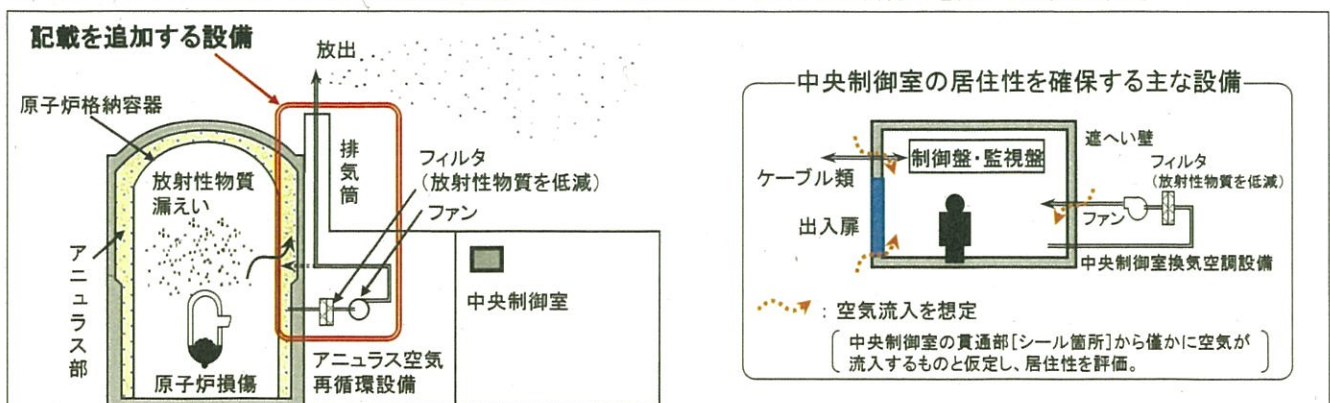 記載を追加する設備
放出
原子炉格納容器
放射性物質
漏えい
排気筒
フィルタ
(放射性物質を低減)
ファン
アニュラス部
中央制御室
原子炉損傷
アニュラス空気
再循環設備
中央制御室の居住性を確保する主な設備
制御盤・監視盤
遮へい壁
フィルタ
(放射性物質を低減)
ケーブル類
出入扉
ファン
中央制御室換気空調設備
：空気流入を想定
中央制御室の貫通部[シール箇所]から僅かに空気が
流入するものと仮定し、居住性を評価。